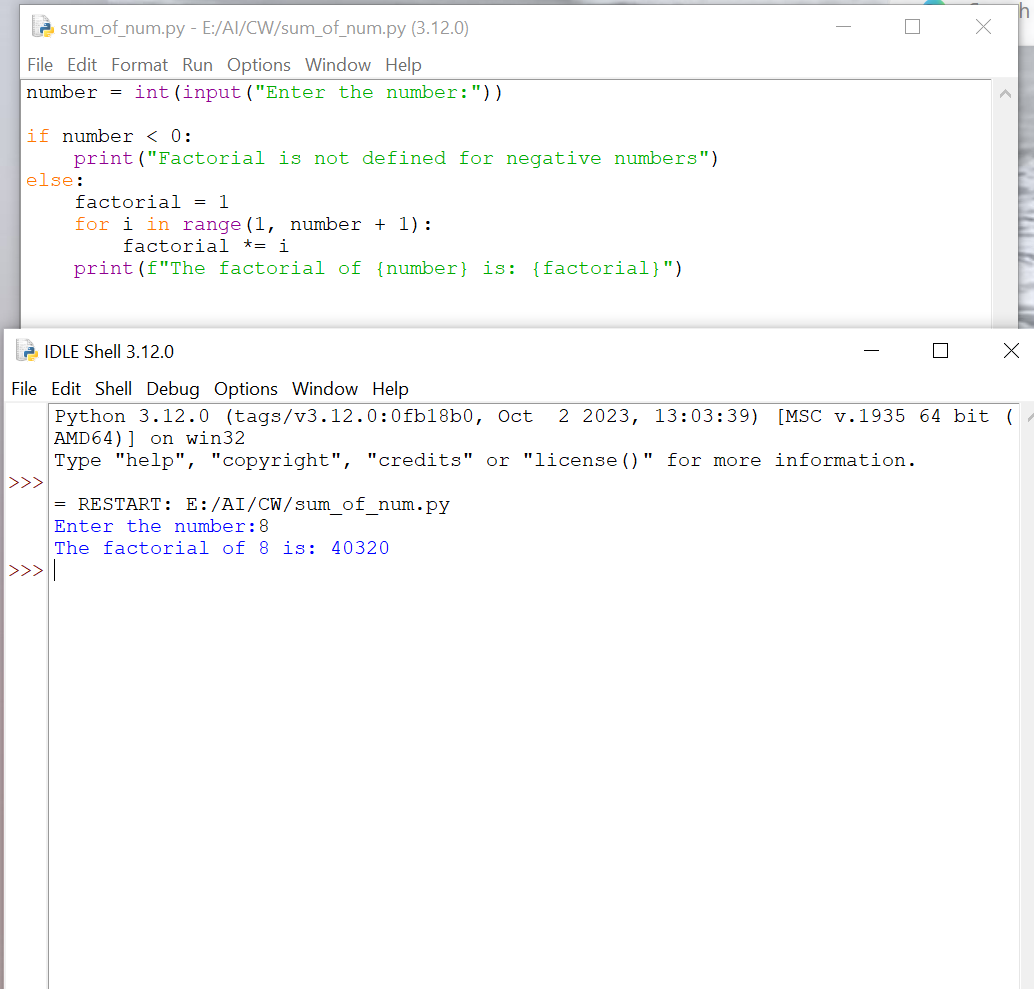 sum_of_num.py - E:/AI/CW/sum_of_num.py (3.12.0)
File Edit Format Run Options Window Help
number = int(input("Enter the number:"))
if number < 0:
    print("Factorial is not defined for negative numbers")
else:
    factorial = 1
    for i in range(1, number + 1):
        factorial *= i
    print(f"The factorial of {number} is: {factorial}")
IDLE Shell 3.12.0
File Edit Shell Debug Options Window Help
Python 3.12.0 (tags/v3.12.0:0fb18b0, Oct  2 2023, 13:03:39) [MSC v.1935 64 bit (
AMD64)] on win32
Type "help", "copyright", "credits" or "license()" for more information.
>>>
= RESTART: E:/AI/CW/sum_of_num.py
Enter the number:8
The factorial of 8 is: 40320
>>>